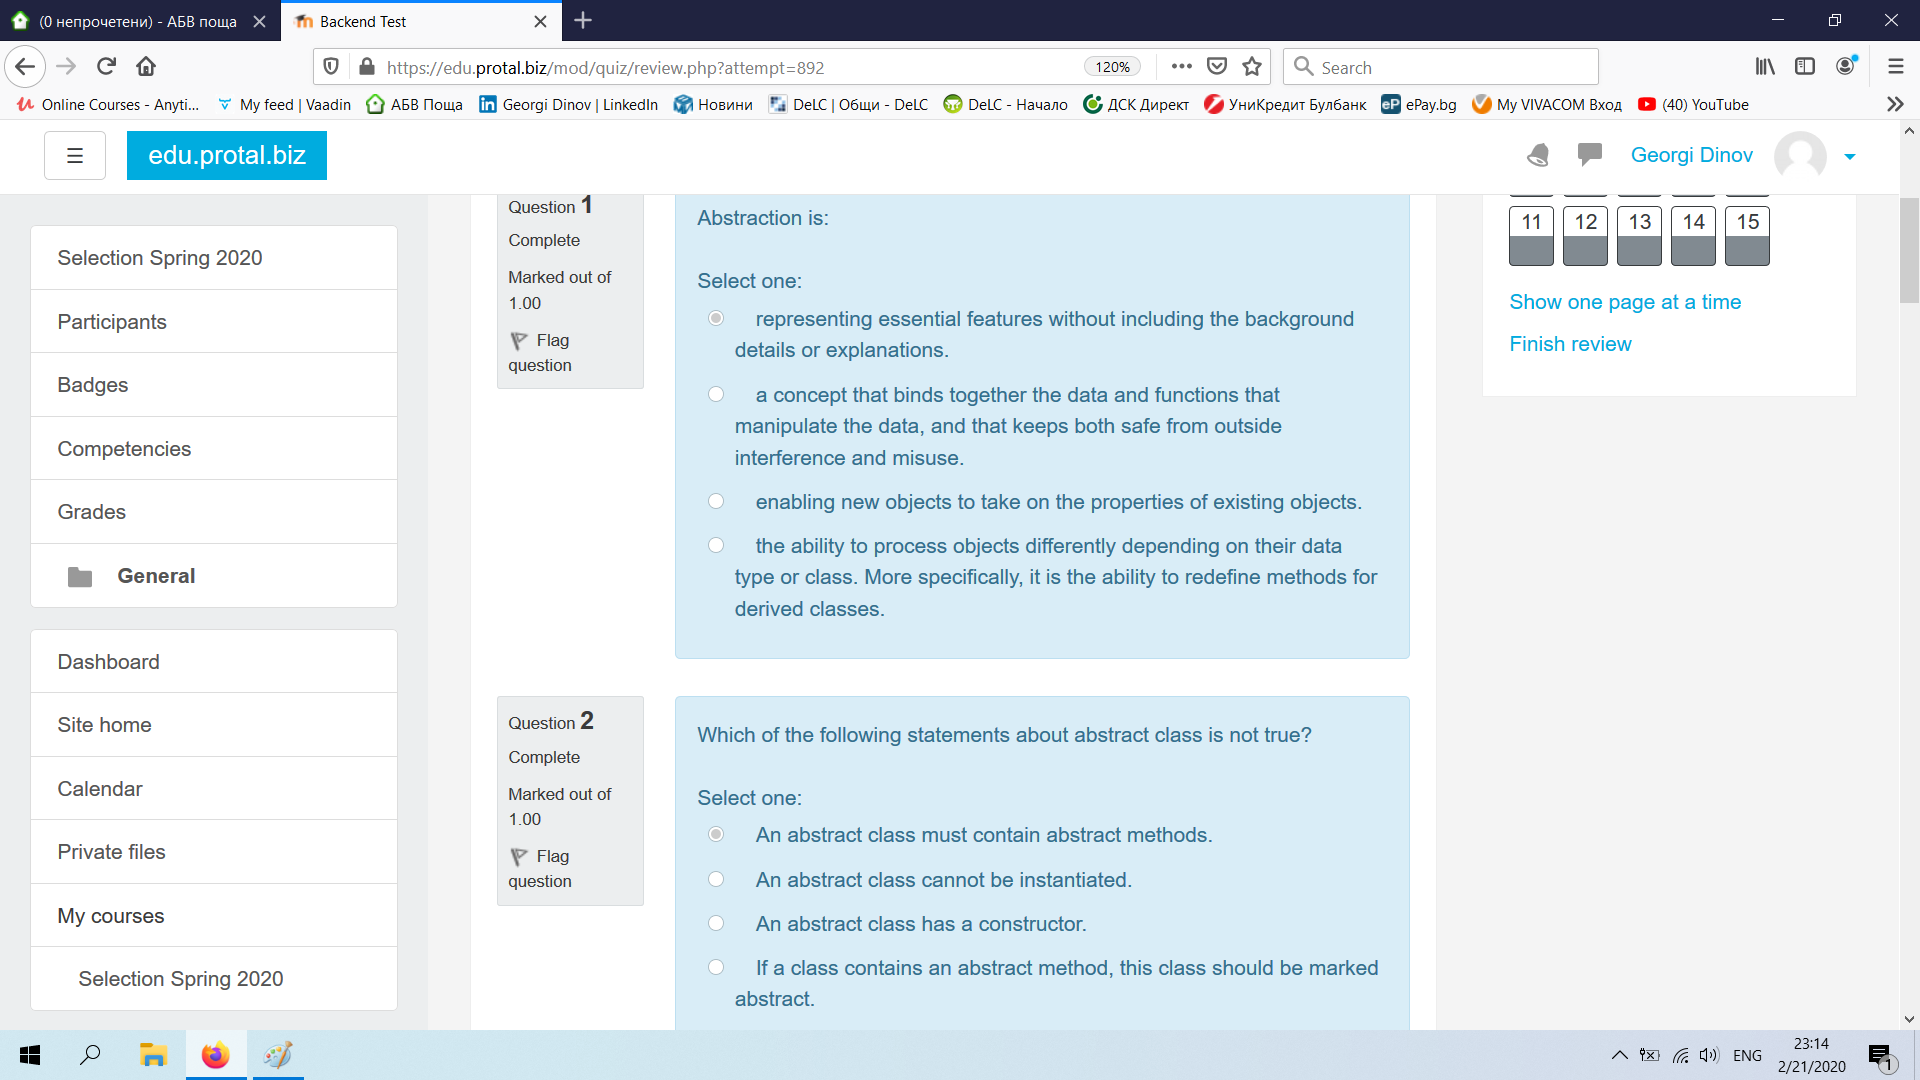 (0 непрочетени) - АБВ поща
Backend Test
https://edu.protal.biz/mod/quiz/review.php?attempt=892
120%
Search
Online Courses - Anyti...
My feed | Vaadin
АБВ Поща
Georgi Dinov | LinkedIn
Новини
DeLC | Общи - DeLC
DeLC - Начало
ДСК Директ
УниКредит Булбанк
ePay.bg
My VIVACOM Вход
(40) YouTube
edu.protal.biz
Georgi Dinov
Selection Spring 2020
Participants
Badges
Competencies
Grades
General
Dashboard
Site home
Calendar
Private files
My courses
Selection Spring 2020
Question 1
Complete
Marked out of
1.00
Flag
question
Abstraction is:
Select one:
representing essential features without including the background
details or explanations.
a concept that binds together the data and functions that
manipulate the data, and that keeps both safe from outside
interference and misuse.
enabling new objects to take on the properties of existing objects.
the ability to process objects differently depending on their data
type or class. More specifically, it is the ability to redefine methods for
derived classes.
Question 2
Complete
Marked out of
1.00
Flag
question
Which of the following statements about abstract class is not true?
Select one:
An abstract class must contain abstract methods.
An abstract class cannot be instantiated.
An abstract class has a constructor.
If a class contains an abstract method, this class should be marked
abstract.
11 12 13 14 15
Show one page at a time
Finish review
ENG
23:14
2/21/2020
1